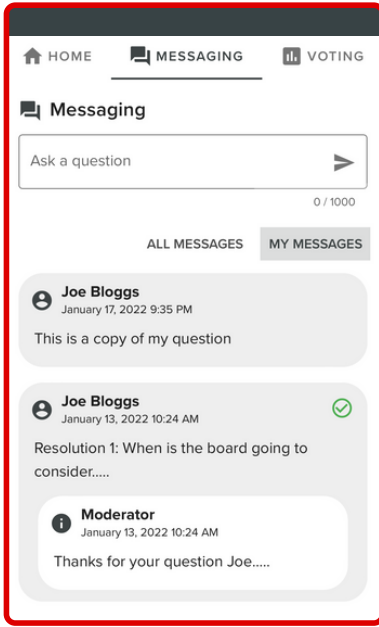 HOME MESSAGING VOTING
Messaging
Ask a question
0 / 1000
ALL MESSAGES MY MESSAGES
Joe Bloggs
January 17, 2022 9:35 PM
This is a copy of my question
Joe Bloggs
January 13, 2022 10:24 AM
Resolution 1: When is the board going to
consider.....
Moderator
January 13, 2022 10:24 AM
Thanks for your question Joe.....